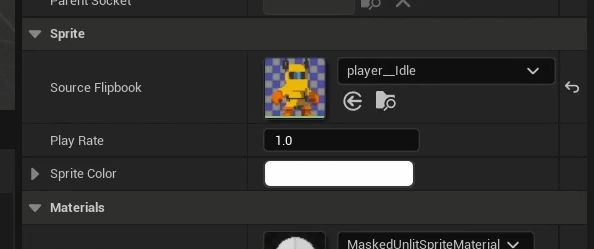 Parent Socket
Sprite
Source Flipbook
player__Idle
Play Rate
1.0
Sprite Color
Materials
MaskedUnlitSpriteMaterial